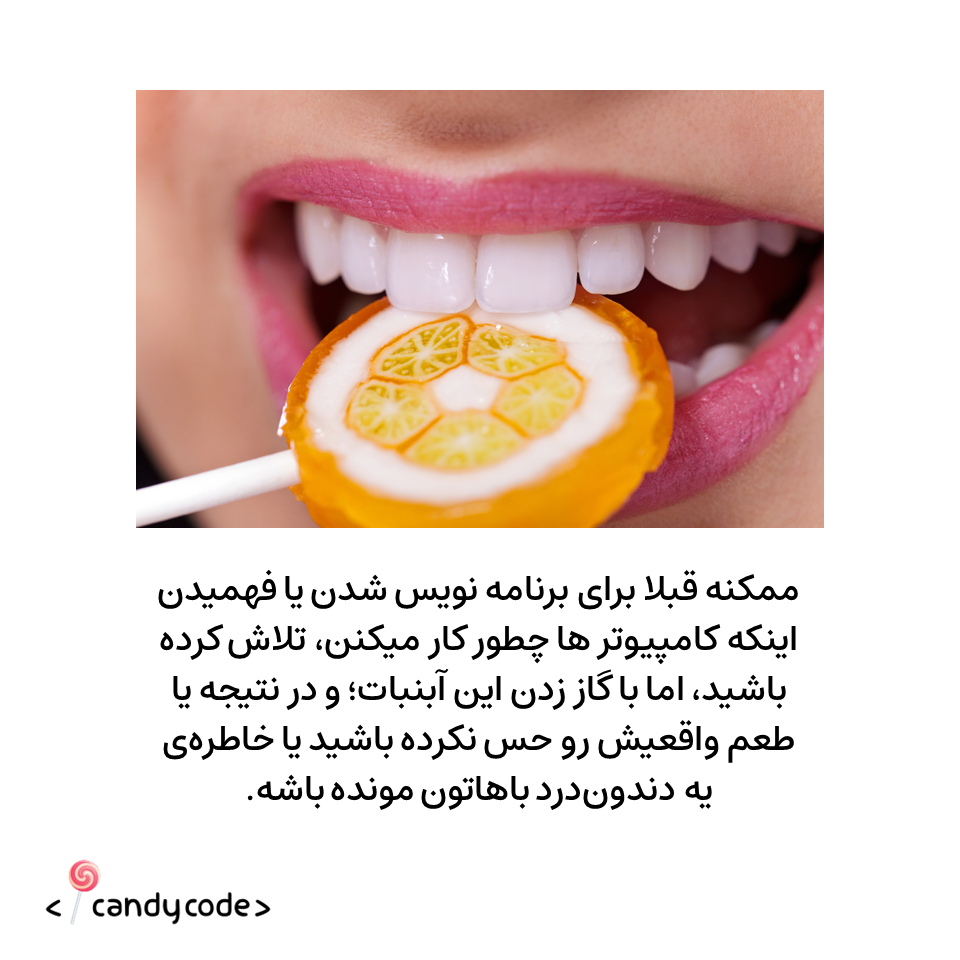 ممکنه قبلا برای برنامه نویس شدن یا فهمیدن
اینکه کامپیوتر ها چطور کار میکنن، تلاش کرده
باشید، اما با گاز زدن این آبنبات؛ و در نتیجه یا
طعم واقعیش رو حس نکرده باشید یا خاطره‌ی
یه دندون‌درد باهاتون مونده باشه.
< candycode >